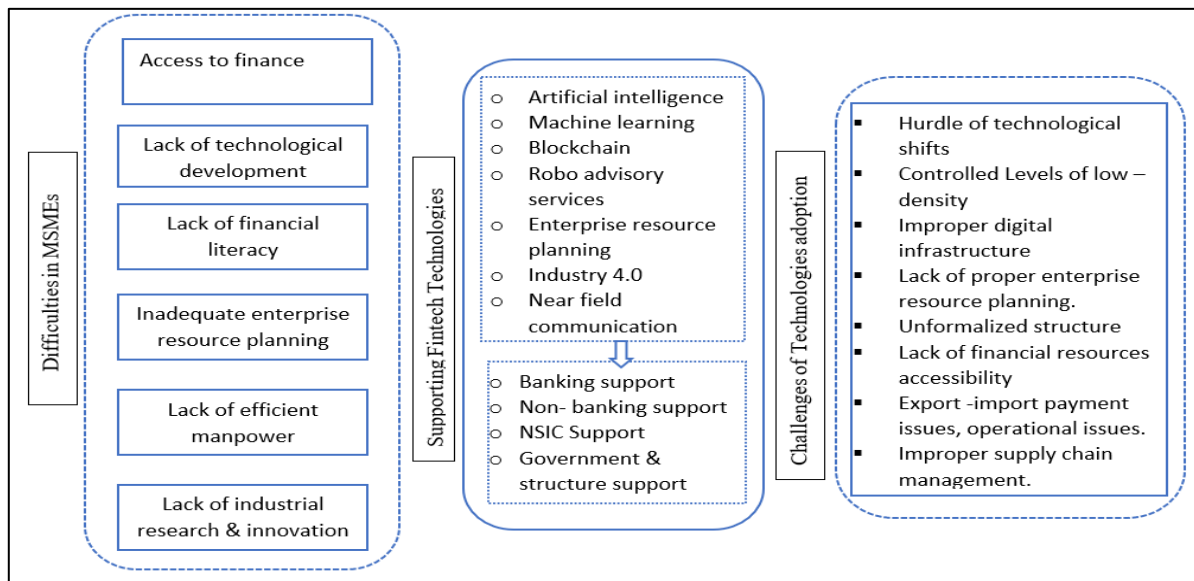 Difficulties in MSMEs
Access to finance
Lack of technological
development
Lack of financial
literacy
Inadequate enterprise
resource planning
Lack of efficient
manpower
Lack of industrial
research & innovation
Supporting Fintech Technologies
o Artificial intelligence
o Machine learning
o Blockchain
o Robo advisory
services
o Enterprise resource
planning
o Industry 4.0
o Near field
communication
o Banking support
o Non- banking support
o NSIC Support
o Government &
structure support
Challenges of Technologies adoption
▪ Hurdle of technological
shifts
▪ Controlled Levels of low –
density
▪ Improper digital
infrastructure
▪ Lack of proper enterprise
resource planning.
▪ Unformalized structure
▪ Lack of financial resources
accessibility
▪ Export -import payment
issues, operational issues.
▪ Improper supply chain
management.